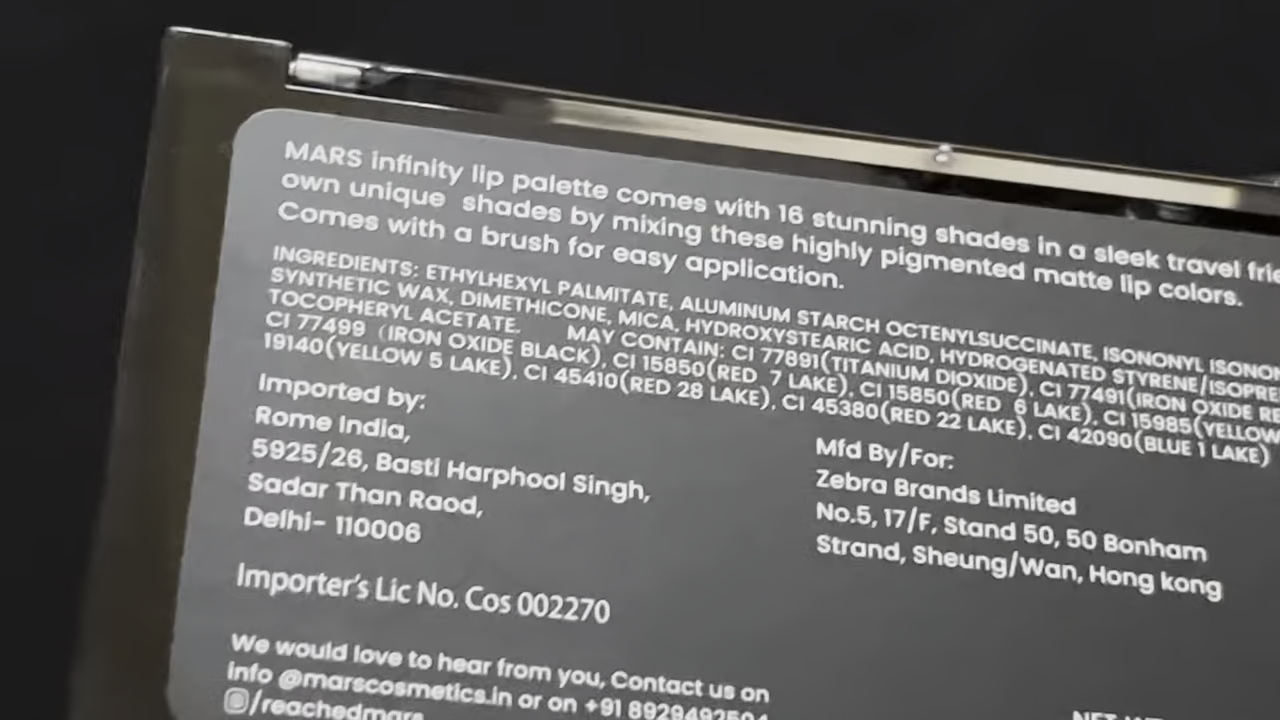 MARS infinity lip palette comes with 16 stunning shades in a sleek travel
own unique shades by mixing these highly pigmented matte lip colors.
Comes with a brush for easy application.
INGREDIENTS: ETHYLHEXYL PALMITATE, ALUMINUM STARCH OCTENYLSUCCINATE, ISONONYL
SYNTHETIC WAX, DIMETHICONE, MICA, HYDROXYSTEARIC ACID, HYDROGENATED
TOCOPHERYL ACETATE. MAY CONTAIN: CI 77891(TITANIUM DIOXIDE), CI 77491(IRON OXIDE
CI 77499 (IRON OXIDE BLACK), CI 15850(RED 7 LAKE), CI 15850(RED 6 LAKE), CI 15985(YELLOW
19140(YELLOW 5 LAKE), CI 45410(RED 28 LAKE), CI 45380(RED 22 LAKE), CI 42090(BLUE 1 LAKE)
Imported by:
Rome India,
5925/26, Basti Harphool Singh,
Sadar Than Raod,
Delhi- 110006
Mfd By/For:
Zebra Brands Limited
No.5, 17/F, Stand 50, 50 Bonham
Strand, Sheung/Wan, Hong kong
Importer's Lic No. Cos 002270
We would love to hear from you, Contact us on
info @marscosmetics.in or on +91 8929492504
/reachedmars